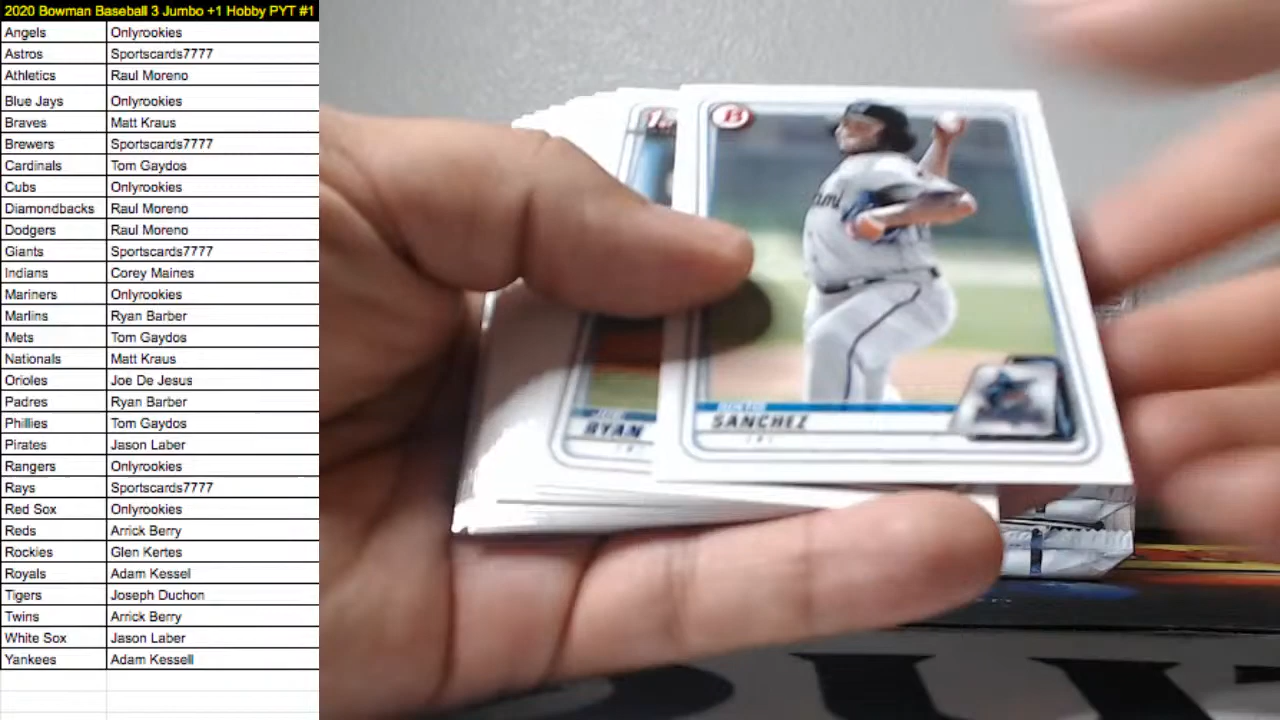 2020 Bowman Baseball 3 Jumbo +1 Hobby PYT #1
Angels Onlyrookies
Astros Sportscards7777
Athletics Raul Moreno
Blue Jays Onlyrookies
Braves Matt Kraus
Brewers Sportscards7777
Cardinals Tom Gaydos
Cubs Onlyrookies
Diamondbacks Raul Moreno
Dodgers Raul Moreno
Giants Sportscards7777
Indians Corey Maines
Mariners Onlyrookies
Marlins Ryan Barber
Mets Tom Gaydos
Nationals Matt Kraus
Orioles Joe De Jesus
Padres Ryan Barber
Phillies Tom Gaydos
Pirates Jason Laber
Rangers Onlyrookies
Rays Sportscards7777
Red Sox Onlyrookies
Reds Arrick Berry
Rockies Glen Kertes
Royals Adam Kessel
Tigers Joseph Duchon
Twins Arrick Berry
White Sox Jason Laber
Yankees Adam Kessell
B
SANCHEZ
RYAN